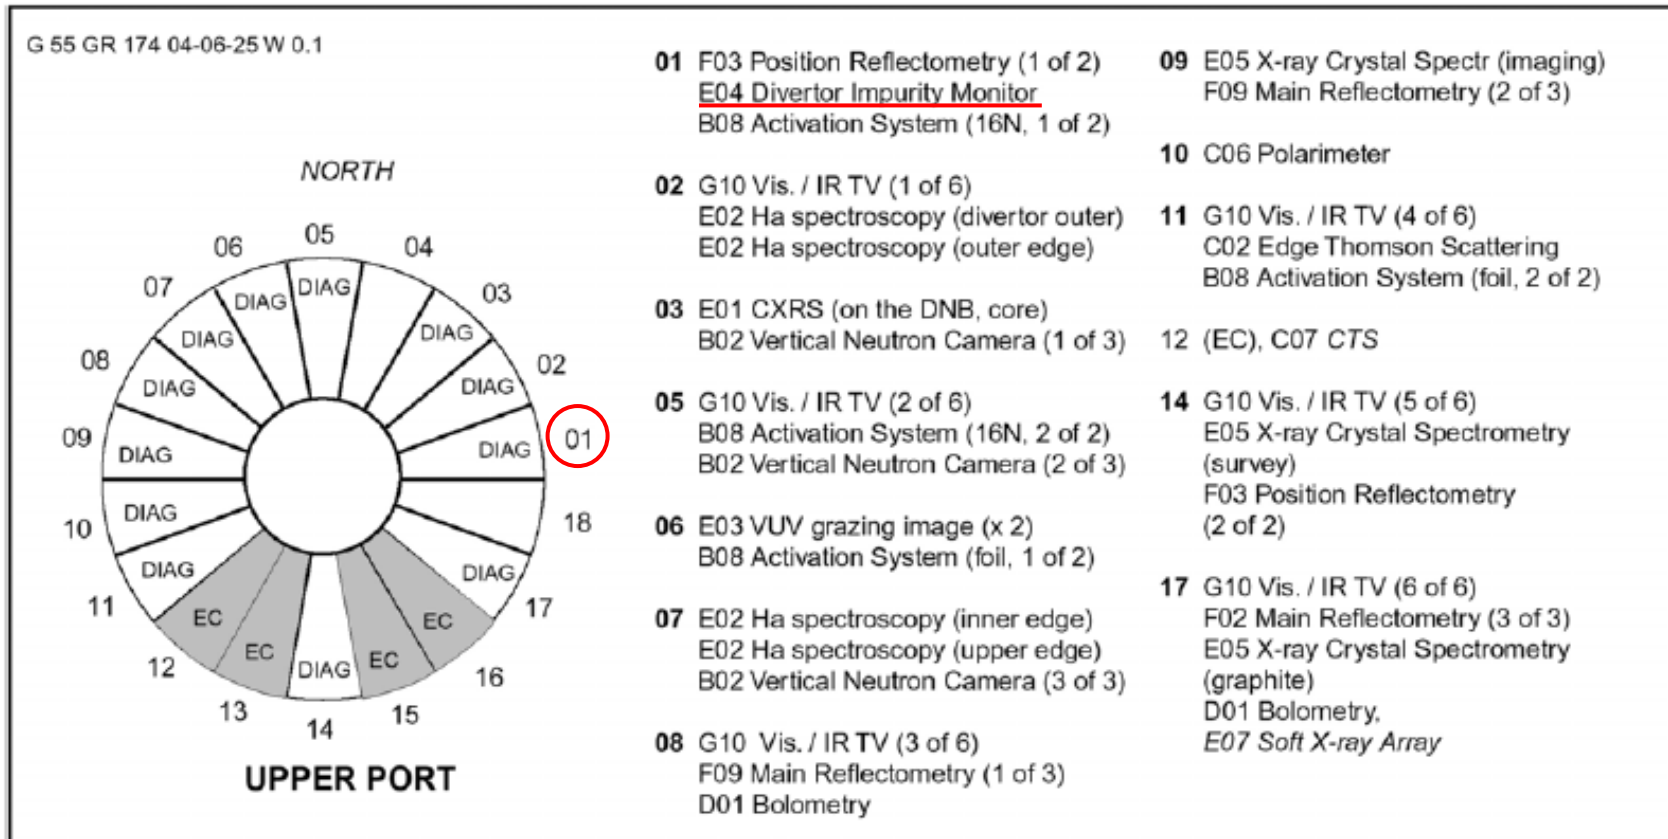 G 55 GR 174 04-06-25 W 0.1
NORTH
05
06
04
07
03
08
02
09
01
10
18
11
17
12
16
13
15
14
DIAG
DIAG
DIAG
DIAG
DIAG
DIAG
DIAG
DIAG
DIAG
DIAG
DIAG
EC
EC
EC
EC
DIAG
UPPER PORT
01 F03 Position Reflectometry (1 of 2)
E04 Divertor Impurity Monitor
B08 Activation System (16N, 1 of 2)
02 G10 Vis. / IR TV (1 of 6)
E02 Ha spectroscopy (divertor outer)
E02 Ha spectroscopy (outer edge)
03 E01 CXRS (on the DNB, core)
B02 Vertical Neutron Camera (1 of 3)
05 G10 Vis. / IR TV (2 of 6)
B08 Activation System (16N, 2 of 2)
B02 Vertical Neutron Camera (2 of 3)
06 E03 VUV grazing image (x 2)
B08 Activation System (foil, 1 of 2)
07 E02 Ha spectroscopy (inner edge)
E02 Ha spectroscopy (upper edge)
B02 Vertical Neutron Camera (3 of 3)
08 G10 Vis. / IR TV (3 of 6)
F09 Main Reflectometry (1 of 3)
D01 Bolometry
09 E05 X-ray Crystal Spectr (imaging)
F09 Main Reflectometry (2 of 3)
10 C06 Polarimeter
11 G10 Vis. / IR TV (4 of 6)
C02 Edge Thomson Scattering
B08 Activation System (foil, 2 of 2)
12 (EC), C07 CTS
14 G10 Vis. / IR TV (5 of 6)
E05 X-ray Crystal Spectrometry
(survey)
F03 Position Reflectometry
(2 of 2)
17 G10 Vis. / IR TV (6 of 6)
F02 Main Reflectometry (3 of 3)
E05 X-ray Crystal Spectrometry
(graphite)
D01 Bolometry,
E07 Soft X-ray Array